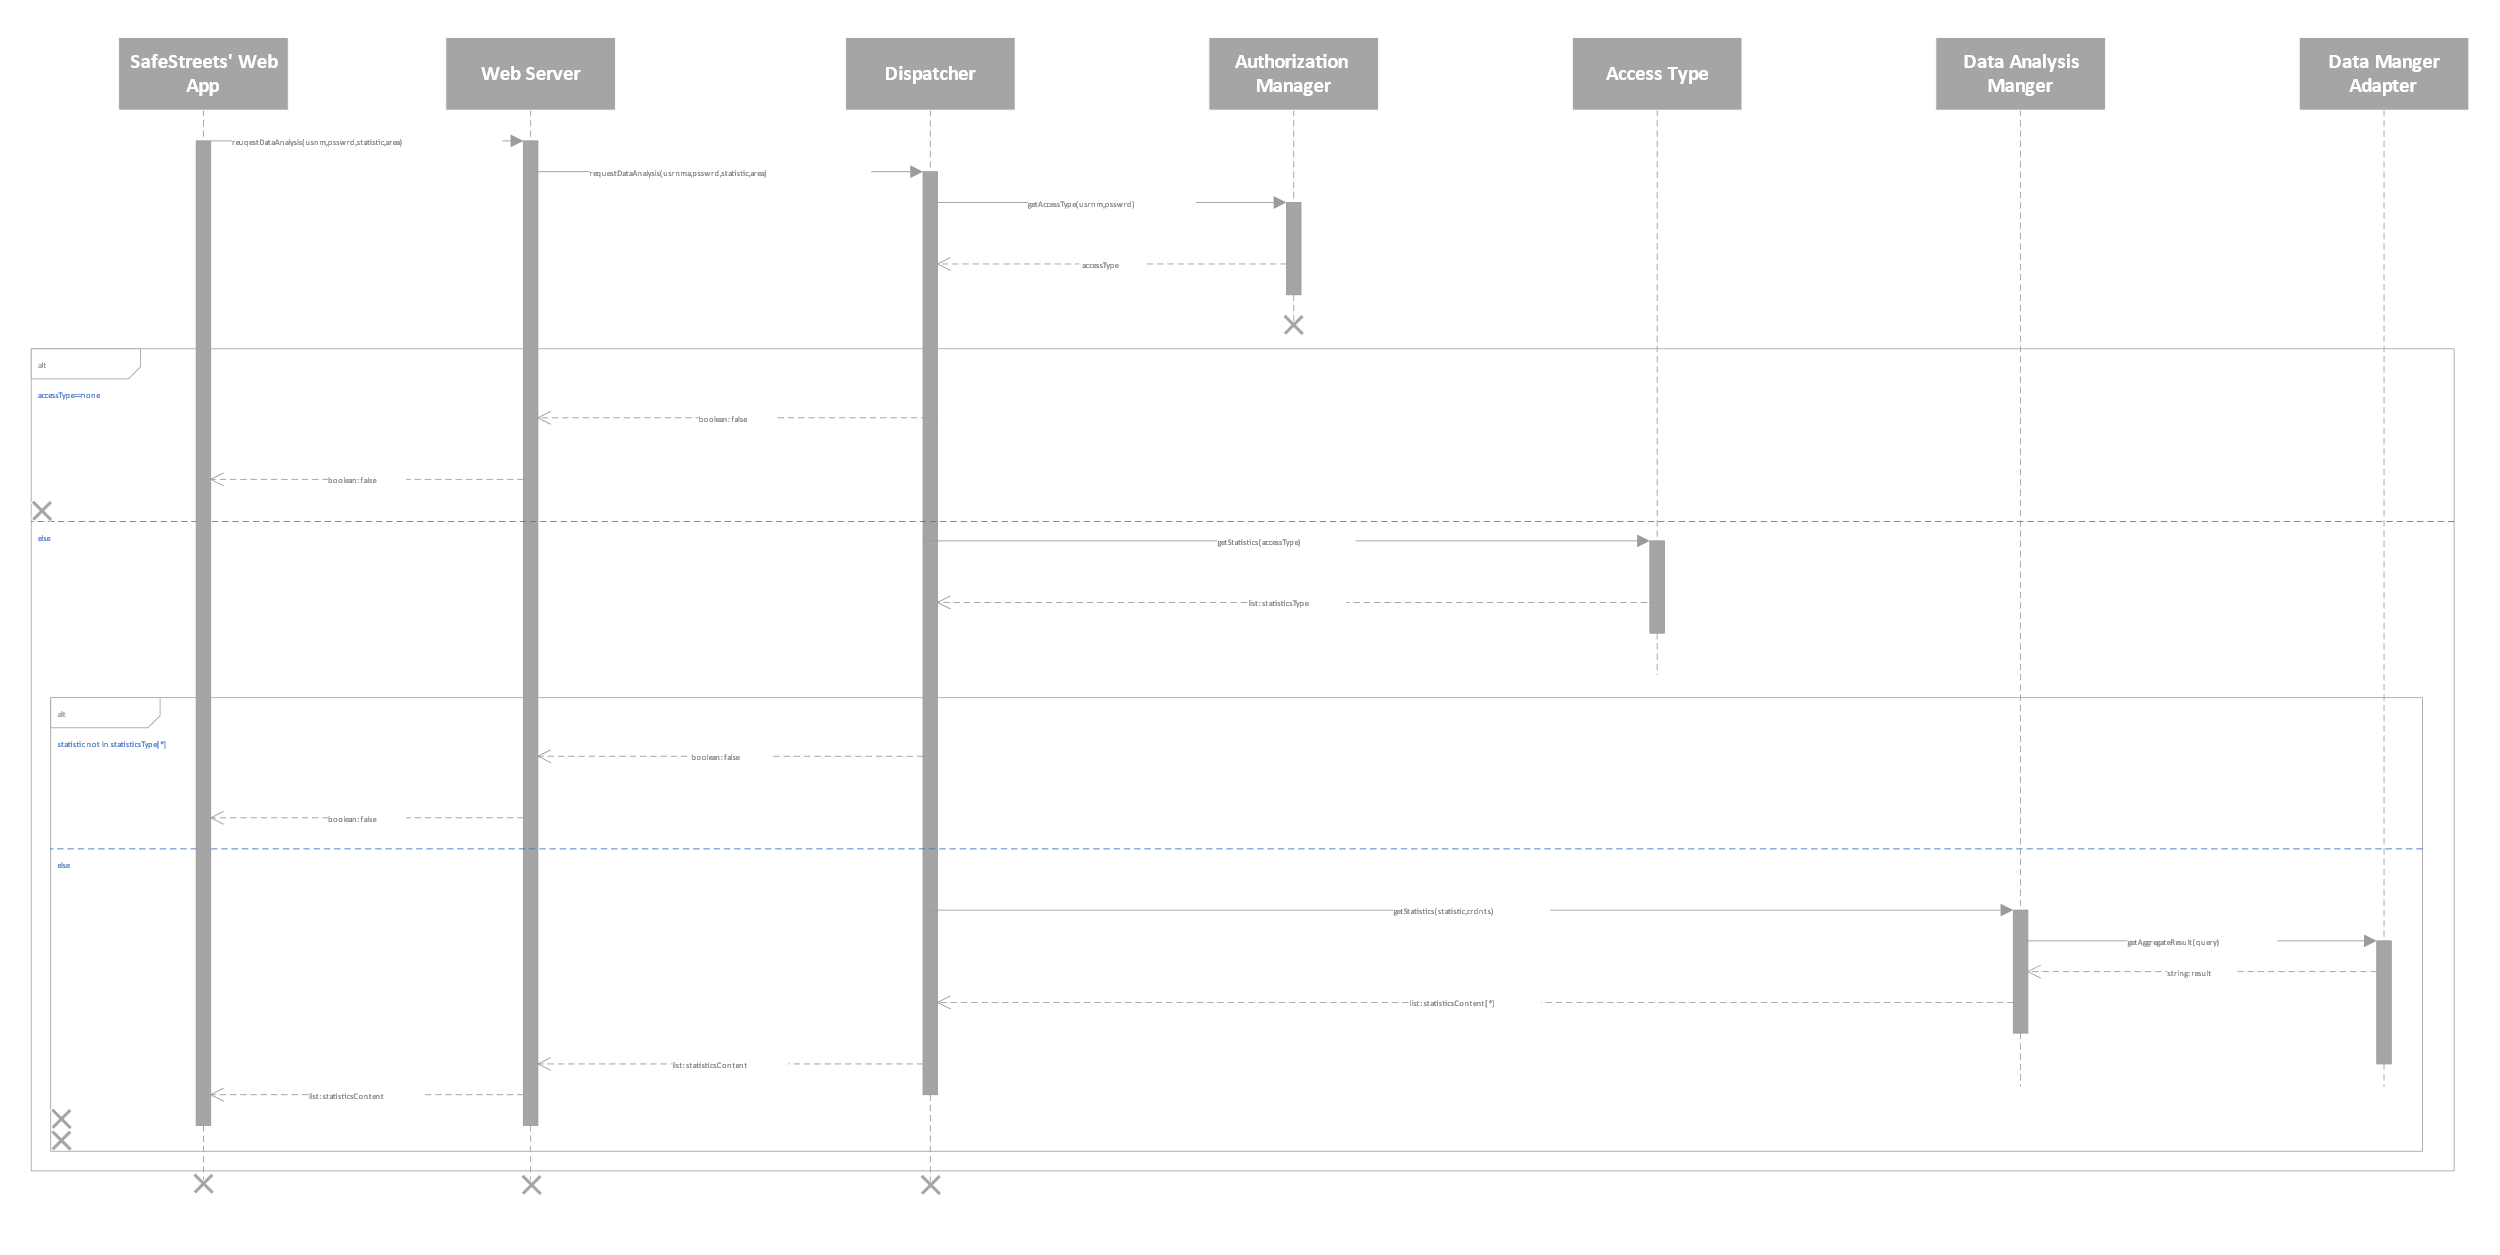 SafeStreets' Web
App
Web Server
Dispatcher
Authorization
Manager
Access Type
Data Analysis
Manger
Data Manger
Adapter
reuqestDataAnalysis(usrnm,psswrd,statistic,area)
requestDataAnalysis(usrnma,psswrd,statistic,area)
getAccessType(usrnm,psswrd)
accessType
alt
accessType==none
boolean:false
boolean:false
else
getStatistics(accessType)
list:statisticsType
alt
statistic not in statisticsType[*]
boolean:false
boolean:false
else
getStatistics(statistic,crdnts)
getAggregateResult(query)
string:result
list:statisticsContent[*]
list:statisticsContent
list:statisticsContent